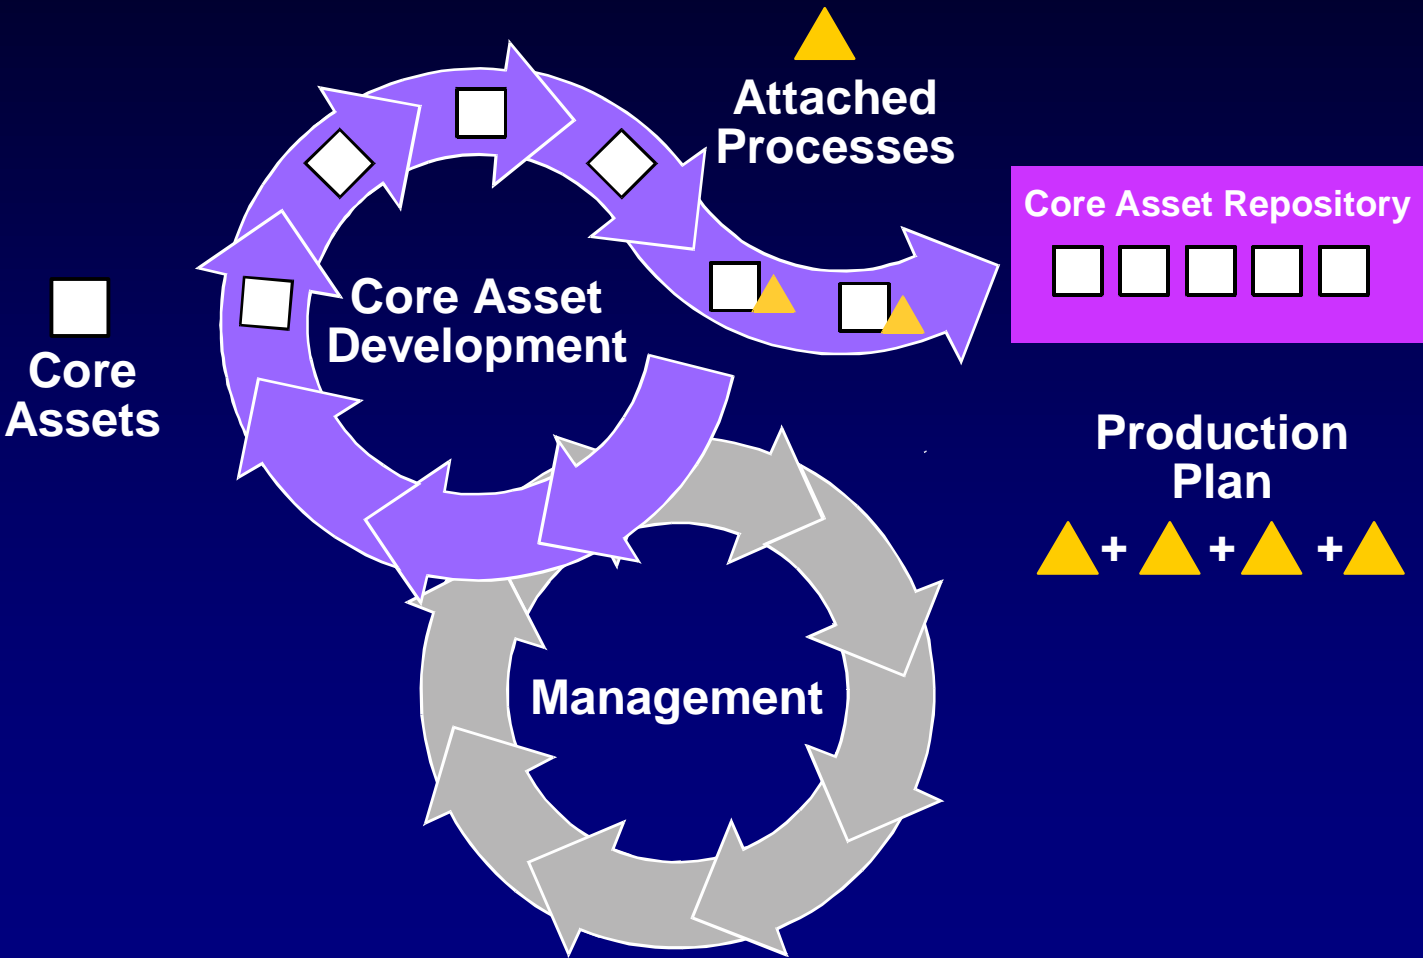 Attached
Processes
Core Asset Repository
Core Asset
Development
Core
Assets
Production
Plan
+ + +
Management